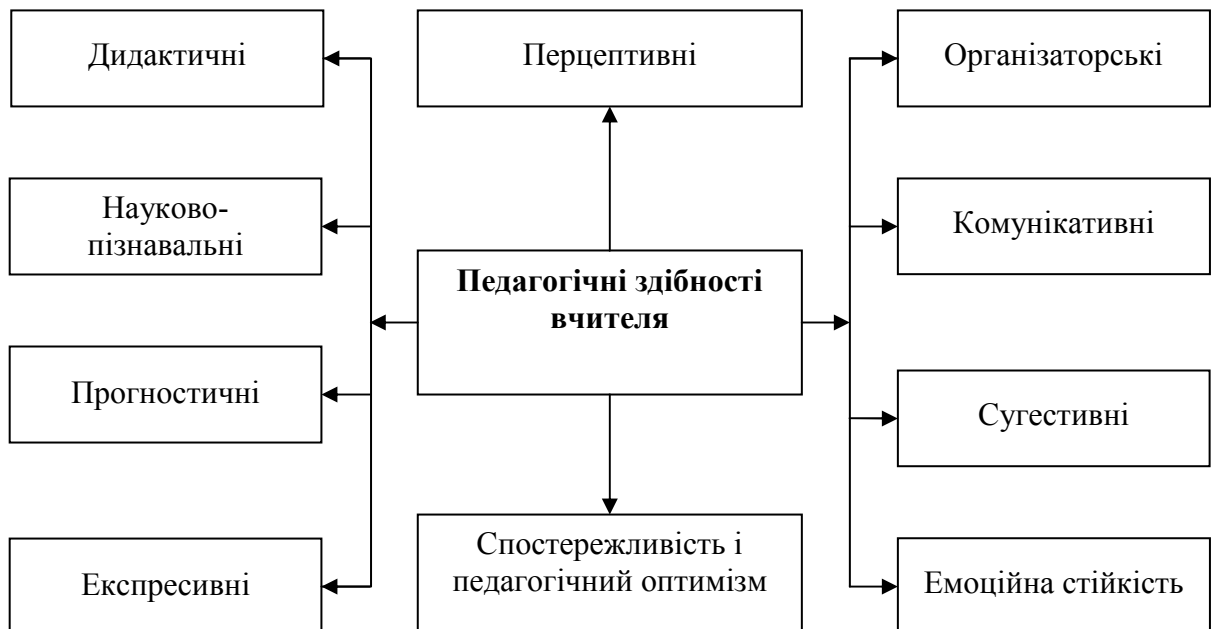 Дидактичні
Перцептивні
Організаторські
Науково-
пізнавальні
Комунікативні
Педагогічні здібності
вчителя
Прогностичні
Сугестивні
Експресивні
Спостережливість і
педагогічний оптимізм
Емоційна стійкість